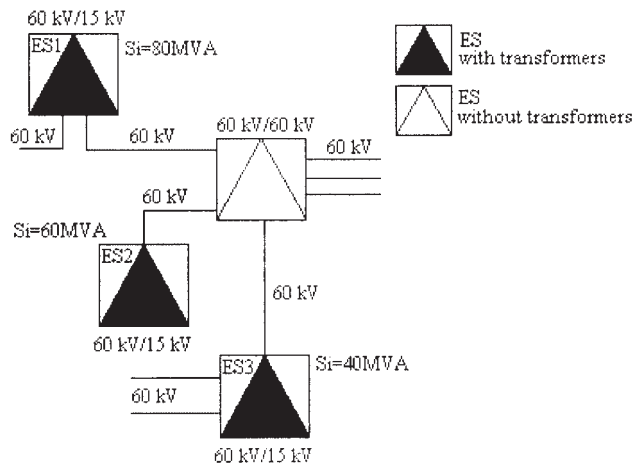 60 kV/15 kV
ES1
Si=80MVA
60 kV
60 kV
ES
with transformers
ES
without transformers
60 kV/60 kV
60 kV
60 kV
Si=60MVA
ES2
60 kV/15 kV
60 kV
ES3
Si=40MVA
60 kV
60 kV/15 kV